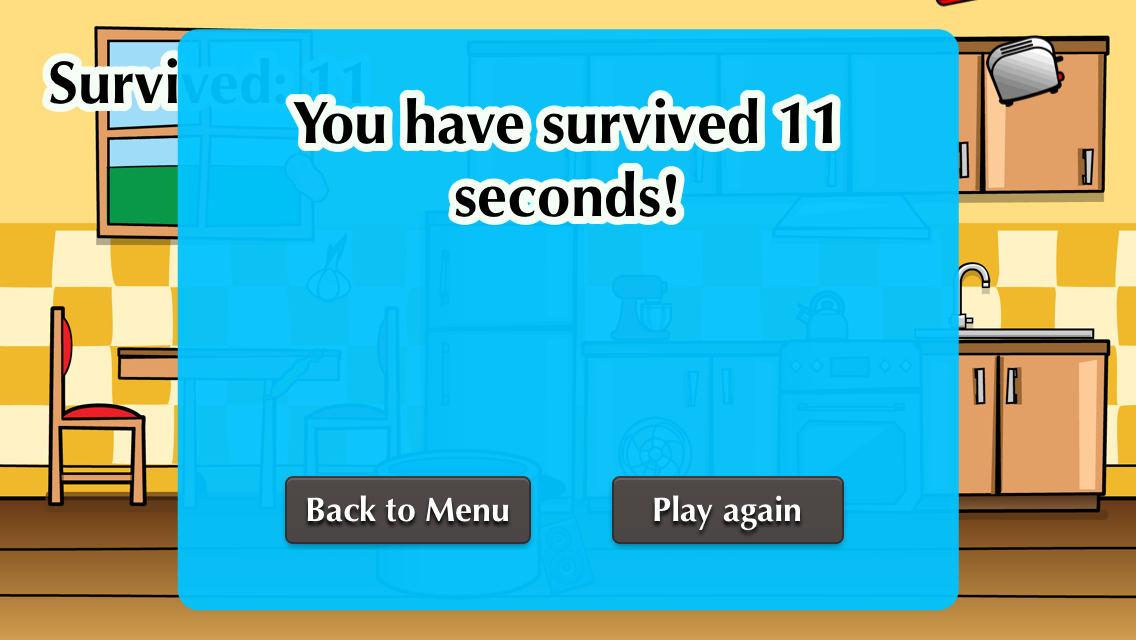 Survived: 11
You have survived 11
seconds!
Back to Menu
Play again